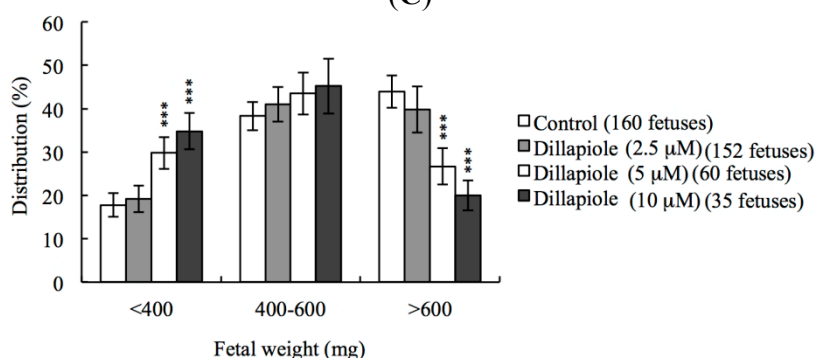 (C)
60
50
40
30
20
10
0
Distribution (%)
*** ***
*** ***
<400 400-600 >600
Fetal weight (mg)
Control (160 fetuses)
Dillapiole (2.5 μM) (152 fetuses)
Dillapiole (5 μM) (60 fetuses)
Dillapiole (10 μM) (35 fetuses)